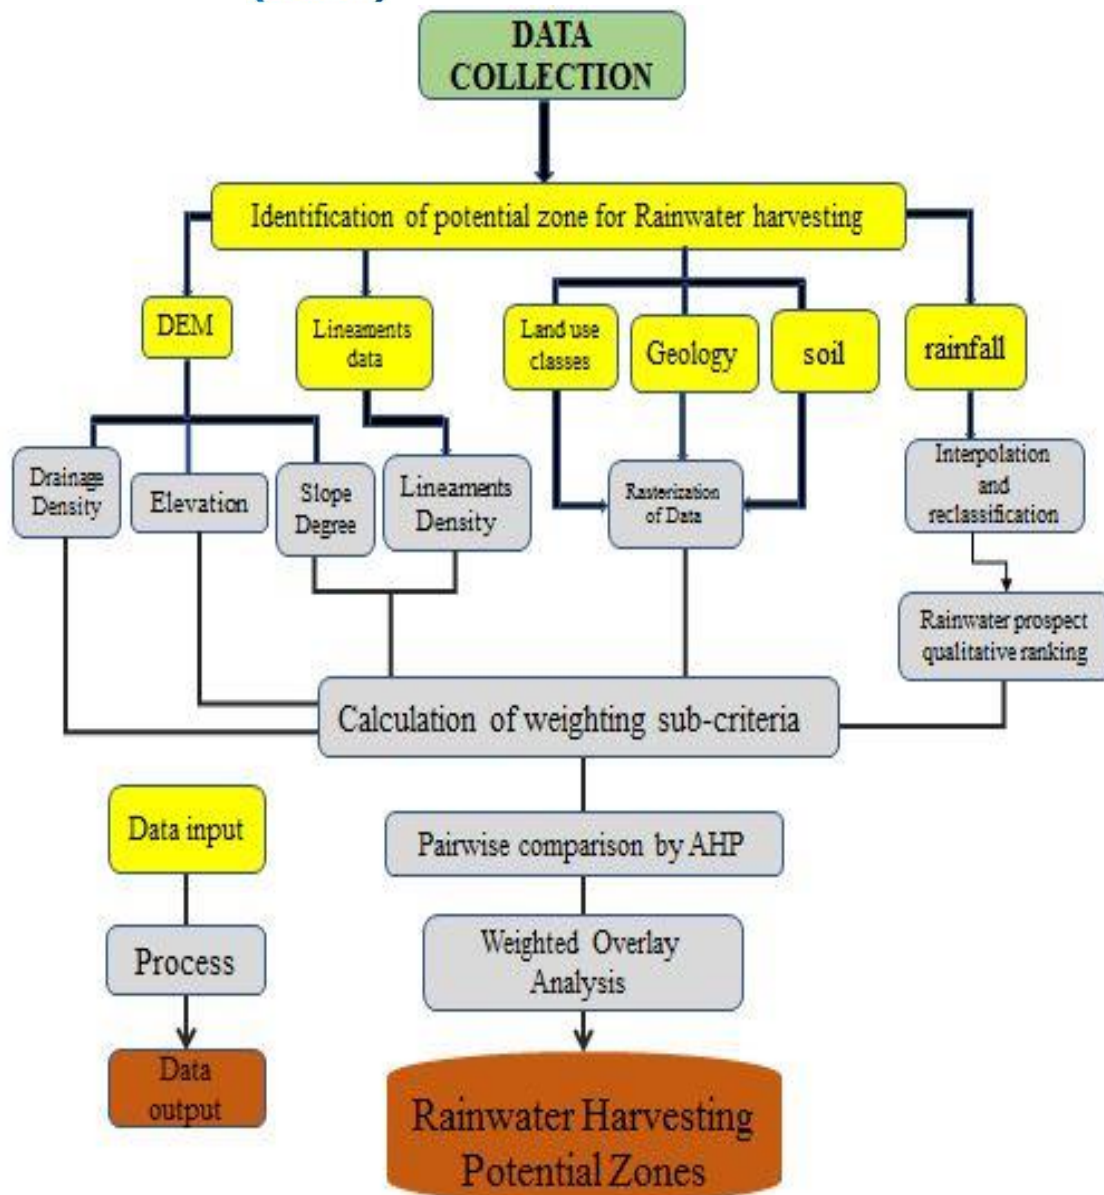 DATA
COLLECTION
Identification of potential zone for Rainwater harvesting
DEM
Lineaments
data
Land use
classes
Geology
soil
rainfall
Drainage
Density
Elevation
Slope
Degree
Lineaments
Density
Rasterization
of Data
Interpolation
and
reclassification
Rainwater prospect
qualitative ranking
Calculation of weighting sub-criteria
Data input
Pairwise comparison by AHP
Process
Weighted Overlay
Analysis
Data
output
Rainwater Harvesting
Potential Zones